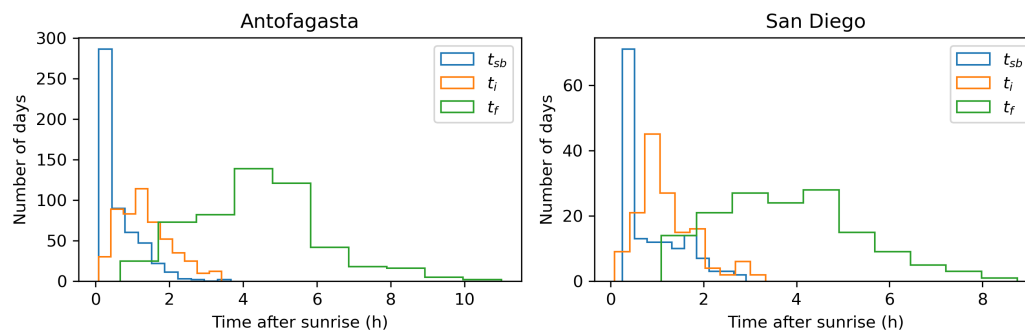 Antofagasta
Number of days
300
250
200
150
100
50
0
0
2
4
6
8
10
Time after sunrise (h)
t_sb
t_i
t_f
San Diego
Number of days
60
40
20
0
0
2
4
6
8
Time after sunrise (h)
t_sb
t_i
t_f